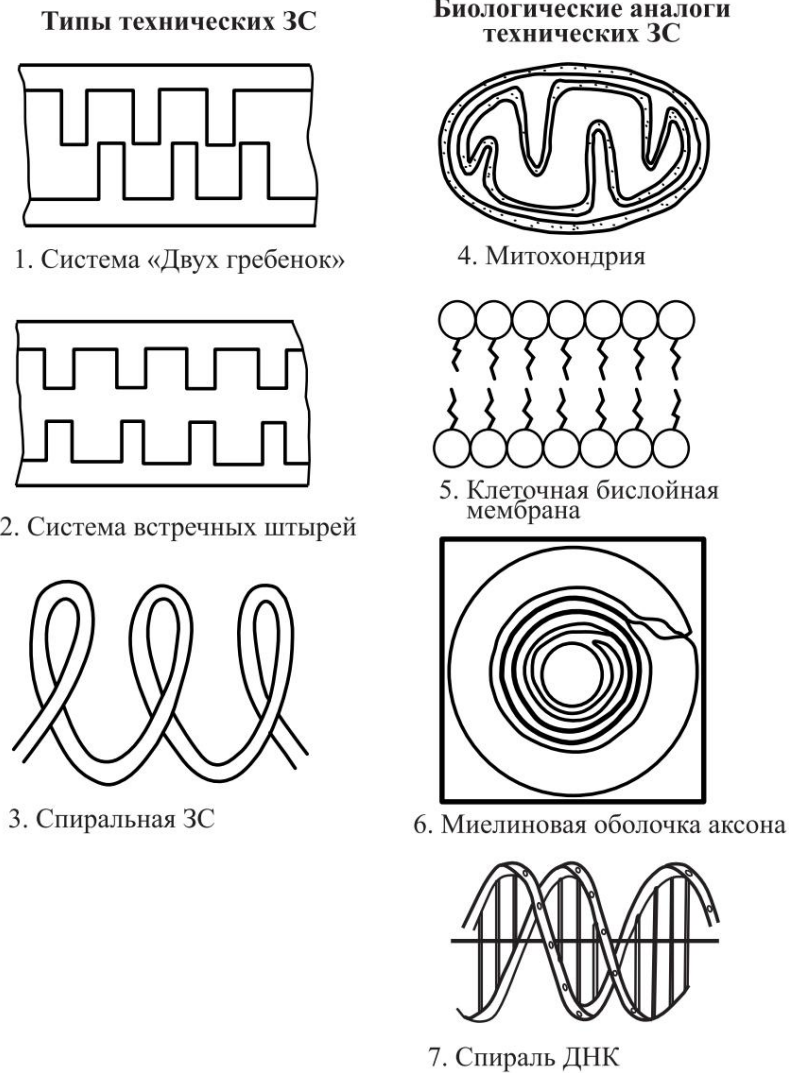 Типы технических ЗС
1. Система «Двух гребенок»
2. Система встречных штырей
3. Спиральная ЗС
Биологические аналоги
технических ЗС
4. Митохондрия
5. Клеточная бислойная
мембрана
6. Миелиновая оболочка аксона
7. Спираль ДНК